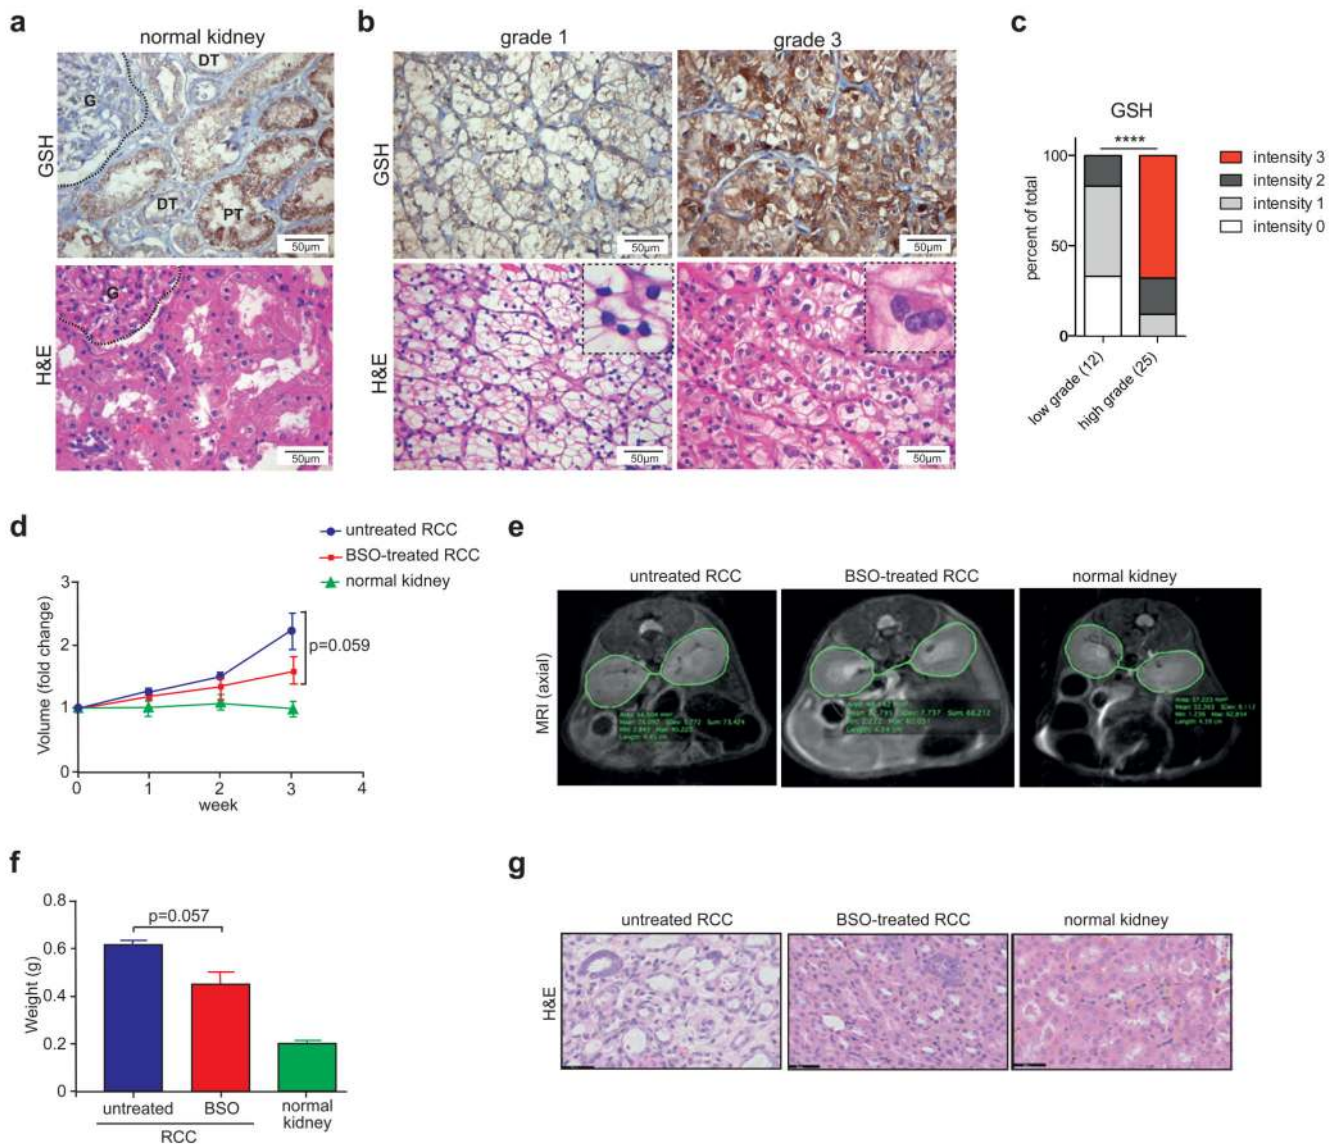 a
normal kidney
GSH
G
DT
DT
PT
50µm
H&E
G
50µm
b
grade 1
grade 3
GSH
50µm
50µm
H&E
50µm
50µm
c
GSH
****
percent of total
100
50
0
low grade (12)
high grade (25)
intensity 3
intensity 2
intensity 1
intensity 0
d
untreated RCC
BSO-treated RCC
normal kidney
Volume (fold change)
3
2
1
0
p=0.059
0 1 2 3 4
week
e
untreated RCC
BSO-treated RCC
normal kidney
MRI (axial)
f
Weight (g)
0.8
0.6
0.4
0.2
0
p=0.057
untreated
BSO
normal
kidney
RCC
g
untreated RCC
BSO-treated RCC
normal kidney
H&E